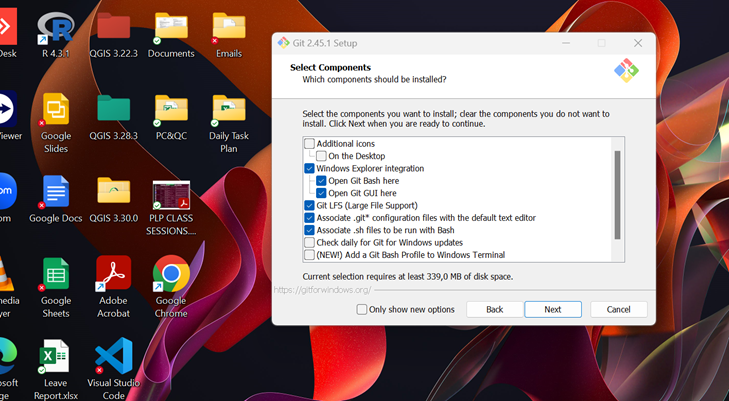 Desk
R 4.3.1
QGIS 3.22.3
Documents
Emails
Viewer
Google
Slides
QGIS 3.28.3
PC&QC
Daily Task
Plan
om
Google Docs
QGIS 3.30.0
PLP CLASS
SESSIONS....
media
yer
Google
Sheets
Adobe
Acrobat
Google
Chrome
osoft
ge
Leave
Report.xlsx
Visual Studio
Code
Git 2.45.1 Setup
Select Components
Which components should be installed?
Select the components you want to install; clear the components you do not want to
install. Click Next when you are ready to continue.
Additional icons
On the Desktop
Windows Explorer integration
Open Git Bash here
Open Git GUI here
Git LFS (Large File Support)
Associate .git* configuration files with the default text editor
Associate .sh files to be run with Bash
Check daily for Git for Windows updates
(NEW!) Add a Git Bash Profile to Windows Terminal
Current selection requires at least 339,0 MB of disk space.
https://gitforwindows.org/
Only show new options
Back
Next
Cancel